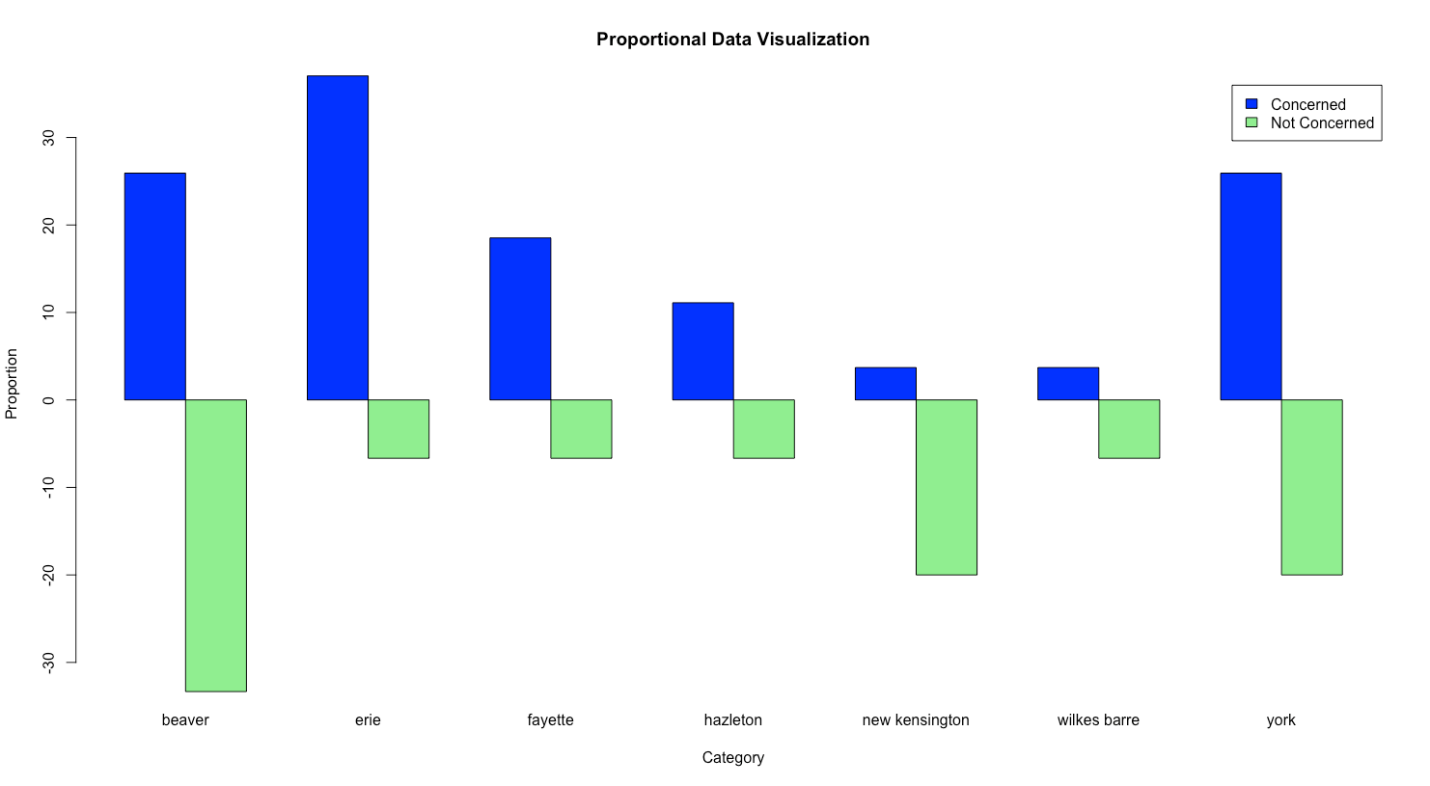 Proportional Data Visualization
Concerned
Not Concerned
30
20
10
0
-10
-20
-30
Proportion
beaver erie fayette hazleton new kensington wilkes barre york
Category